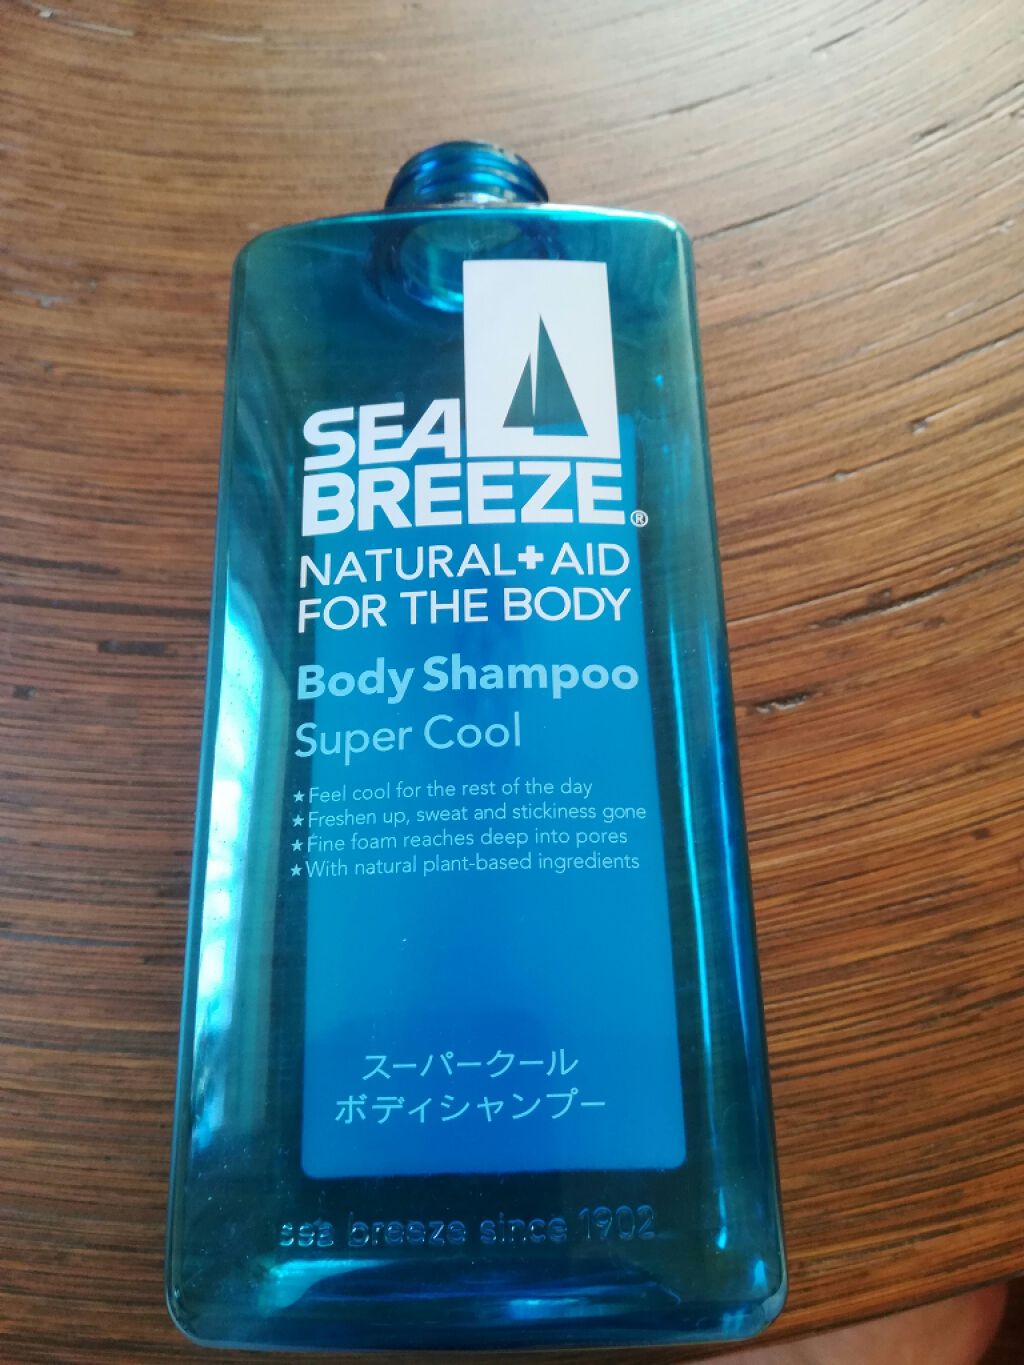 SEA
BREEZE®
NATURAL+AID
FOR THE BODY
Body Shampoo
Super Cool
★Feel cool for the rest of the day
★Freshen up, sweat and stickiness gone
★Fine foam reaches deep into pores
★With natural plant-based ingredients
スーパークール
ボディシャンプー
sea breeze since 1902